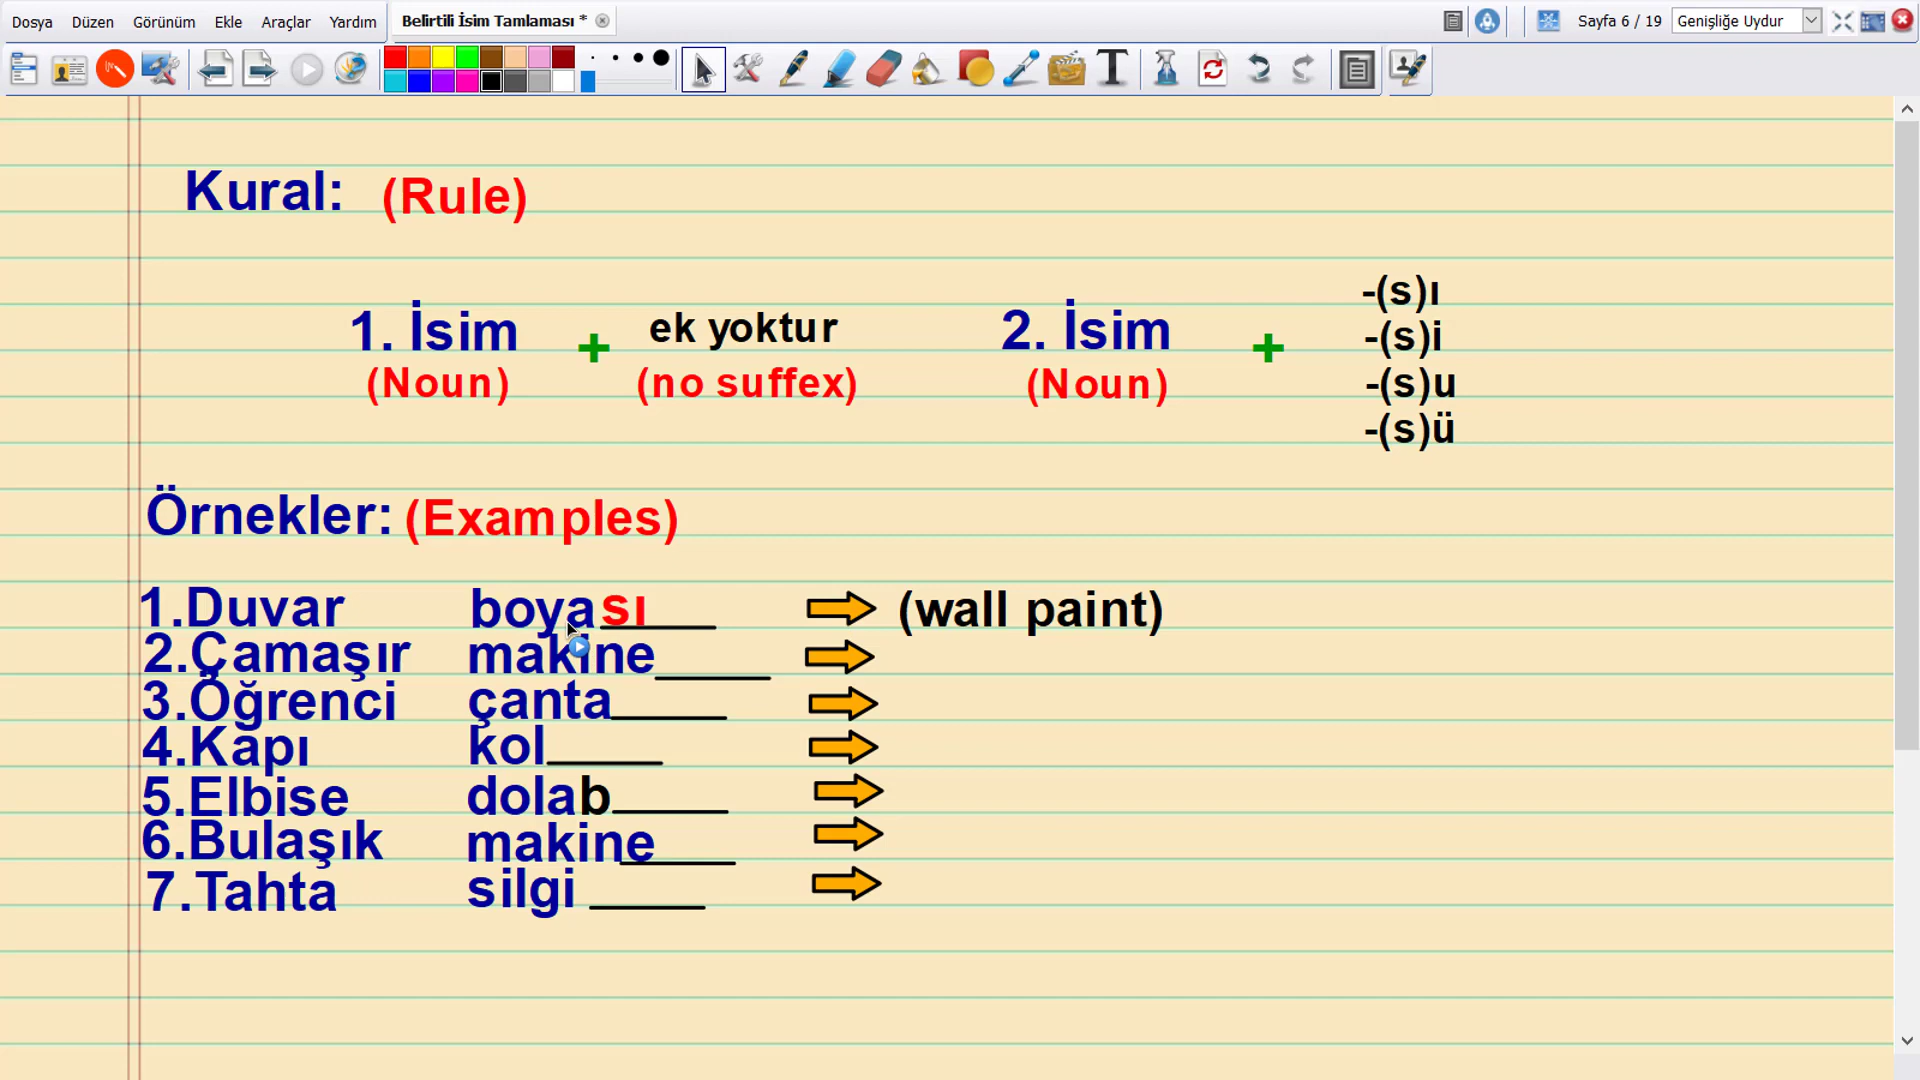 Dosya Düzen Görünüm Ekle Araçlar Yardım Belirtili İsim Tamlaması * Sayfa 6 / 19 Genişliğe Uydur
Kural: (Rule)
1. İsim + ek yoktur 2. İsim +
(Noun) (no suffex) (Noun)
-(s)ı
-(s)i
-(s)u
-(s)ü
Örnekler: (Examples)
1.Duvar boyası____ (wall paint)
2.Çamaşır makine____
3.Öğrenci çanta____
4.Kapı kol____
5.Elbise dolab____
6.Bulaşık makine____
7.Tahta silgi ____